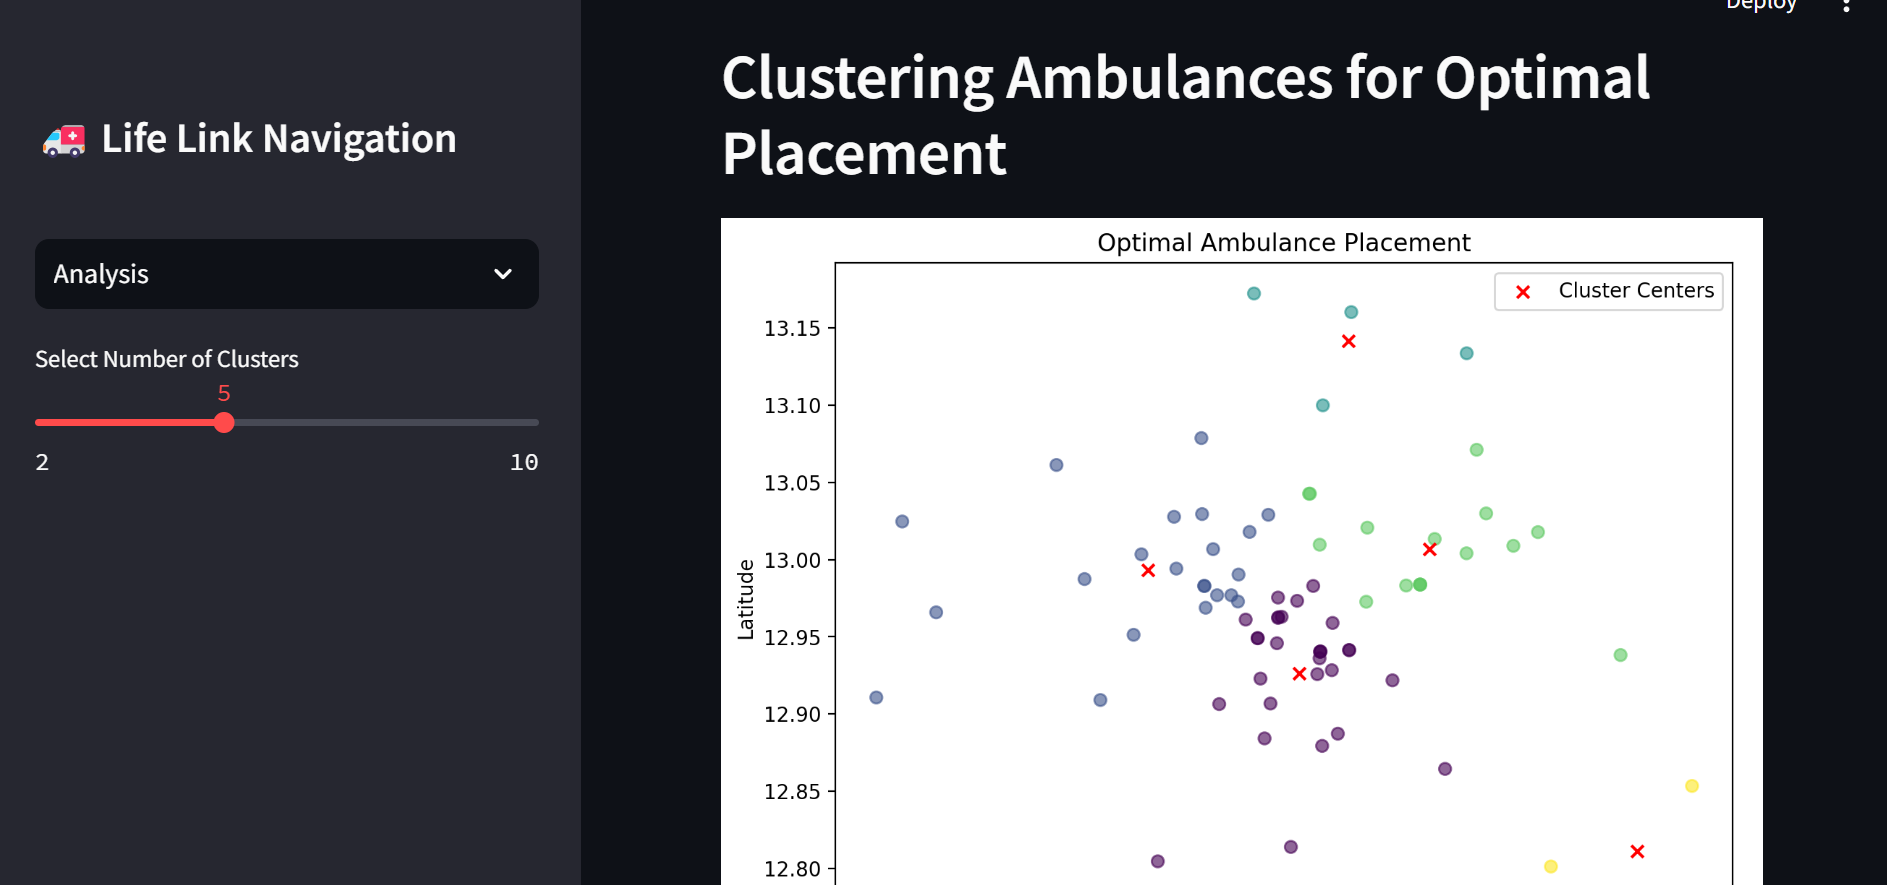 Deploy
Life Link Navigation
Analysis
Select Number of Clusters
5
2 10
Clustering Ambulances for Optimal
Placement
Optimal Ambulance Placement
Cluster Centers
13.15
13.10
13.05
13.00
12.95
12.90
12.85
12.80
Latitude